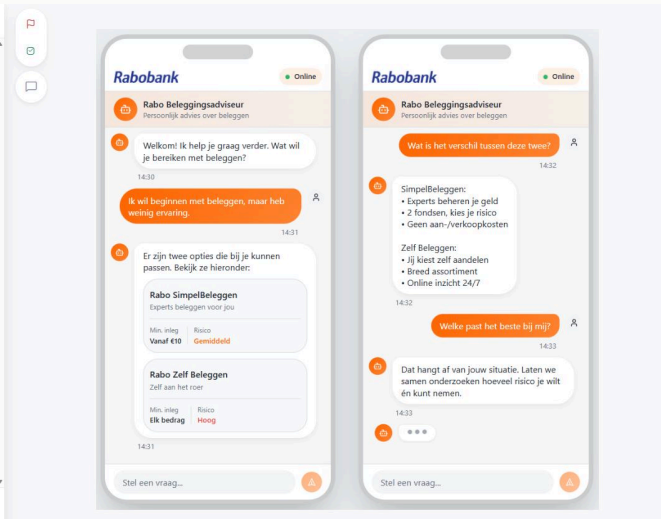 Rabobank
Online
Rabo Beleggingsadviseur
Persoonlijk advies over beleggen
Welkom! Ik help je graag verder. Wat wil
je bereiken met beleggen?
14:30
Ik wil beginnen met beleggen, maar heb
weinig ervaring.
14:31
Er zijn twee opties die bij je kunnen
passen. Bekijk ze hieronder:
Rabo SimpelBeleggen
Experts beleggen voor jou
Min. inleg Risico
Vanaf €10 Gemiddeld
Rabo Zelf Beleggen
Zelf aan het roer
Min. inleg Risico
Elk bedrag Hoog
14:31
Stel een vraag...
Rabobank
Online
Rabo Beleggingsadviseur
Persoonlijk advies over beleggen
Wat is het verschil tussen deze twee?
14:32
SimpelBeleggen:
• Experts beheren je geld
• 2 fondsen, kies je risico
• Geen aan-/verkoopkosten
Zelf Beleggen:
• Jij kiest zelf aandelen
• Breed assortiment
• Online inzicht 24/7
14:32
Welke past het beste bij mij?
14:33
Dat hangt af van jouw situatie. Laten we
samen onderzoeken hoeveel risico je wilt
én kunt nemen.
14:33
Stel een vraag...